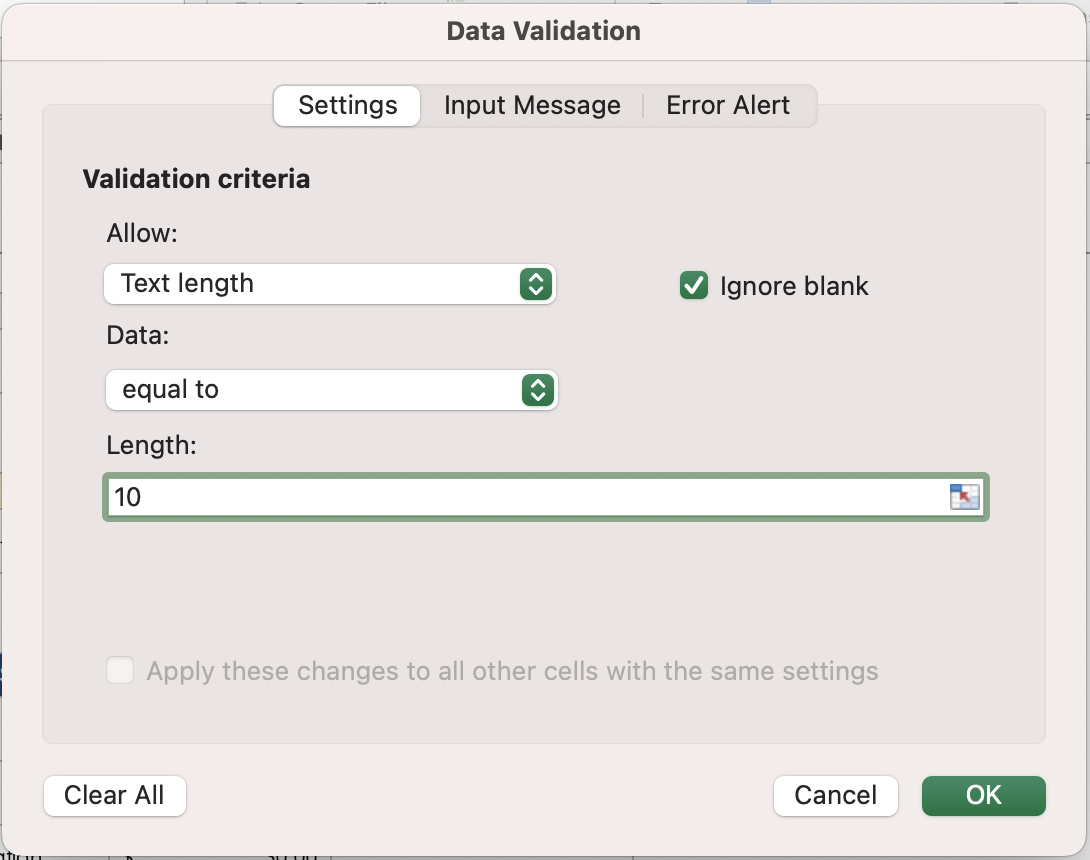 Data Validation
Settings Input Message Error Alert
Validation criteria
Allow:
Text length
Ignore blank
Data:
equal to
Length:
10
Apply these changes to all other cells with the same settings
Clear All Cancel OK